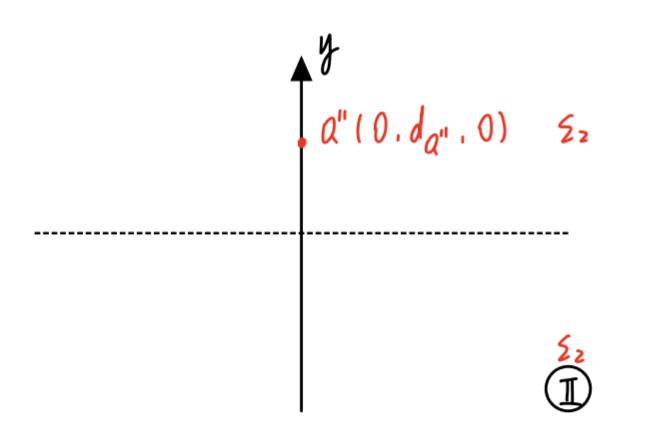 y
a"(0, d_a", 0) ε₂
ε₂
Ⅱ